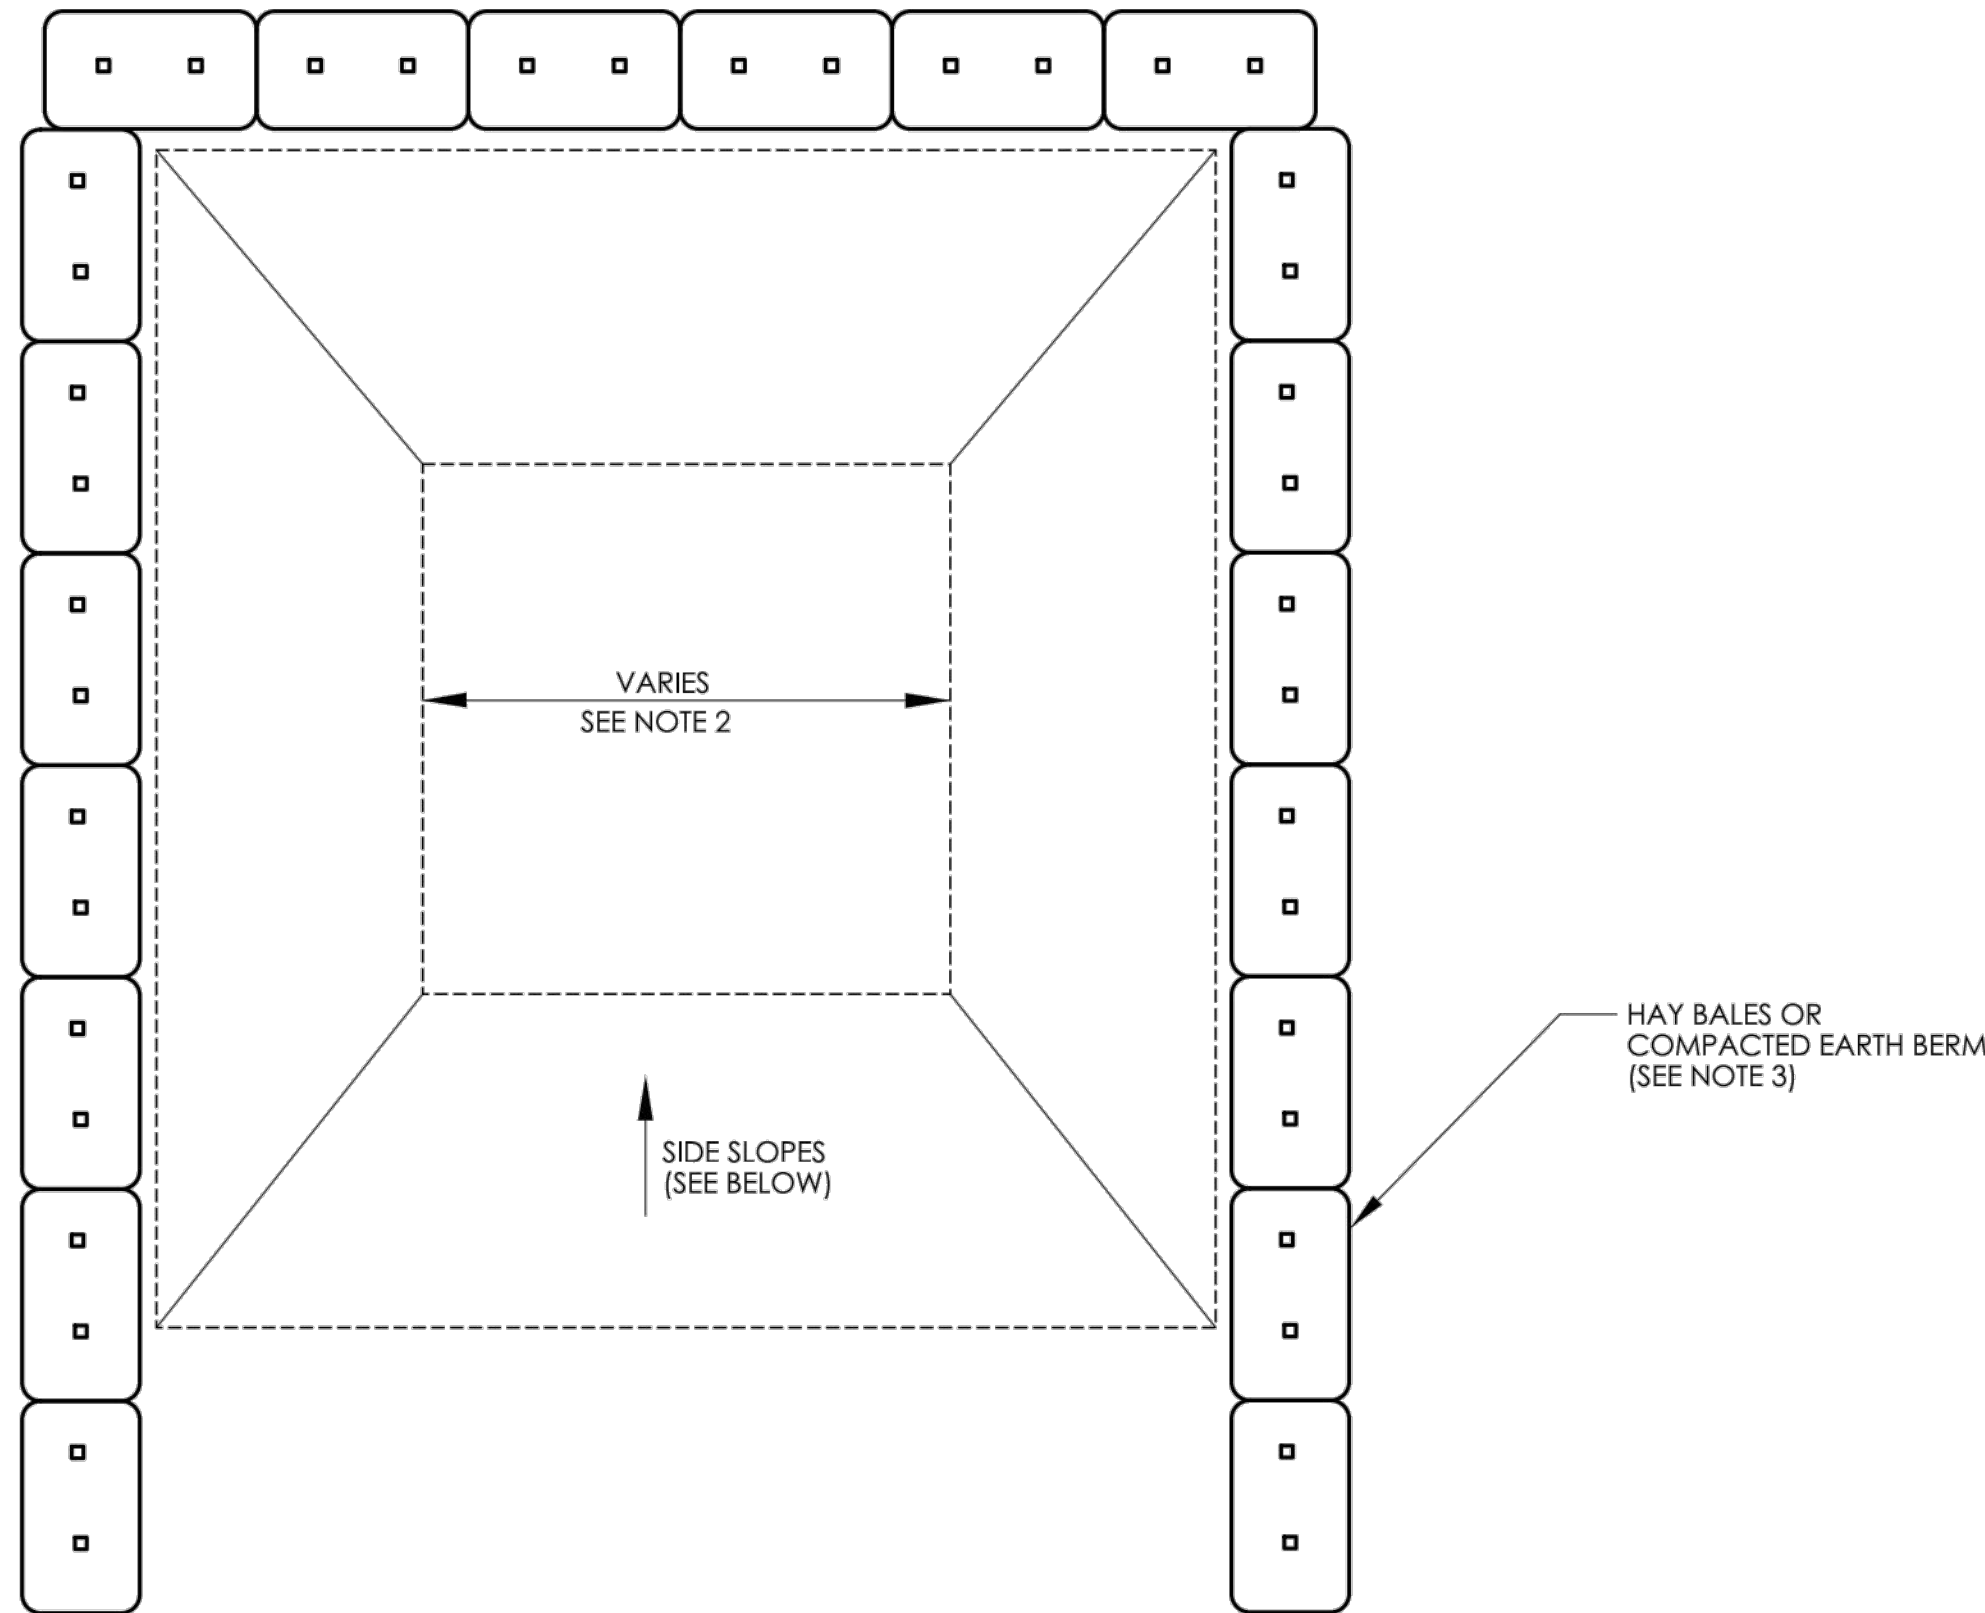 VARIES
SEE NOTE 2
HAY BALES OR
COMPACTED EARTH BERM
(SEE NOTE 3)
SIDE SLOPES
(SEE BELOW)